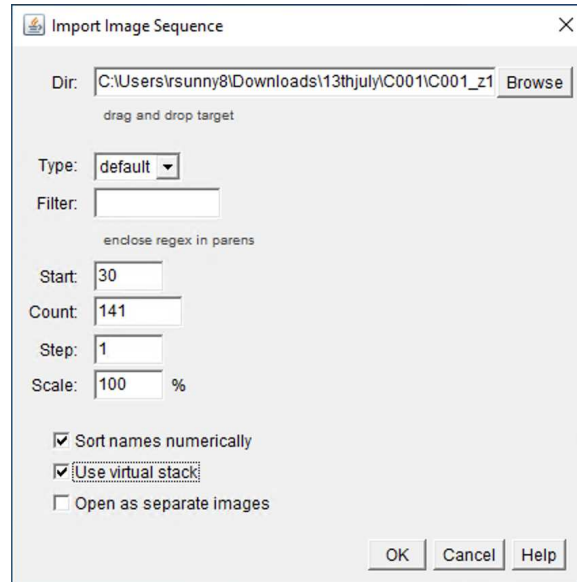 Import Image Sequence
Dir: C:\Users\rsunny8\Downloads\13thjuly\C001\C001_z1 Browse
drag and drop target
Type: default
Filter:
enclose regex in parens
Start: 30
Count: 141
Step: 1
Scale: 100 %
Sort names numerically
Use virtual stack
Open as separate images
OK Cancel Help